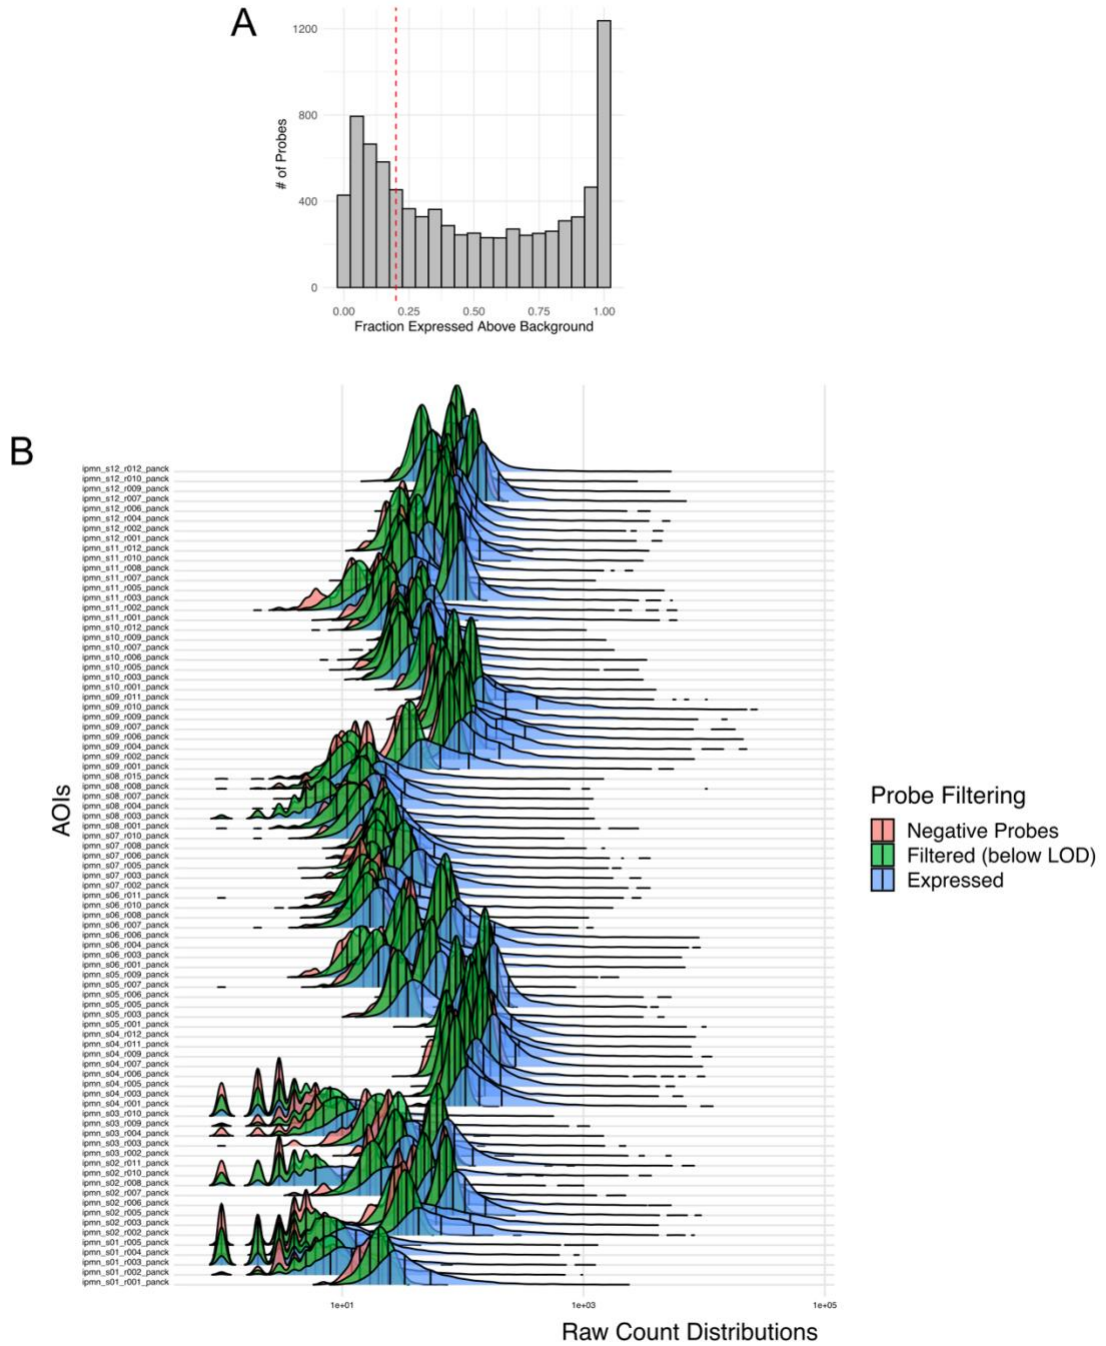 A
1200
800
400
0
# of Probes
0.00 0.25 0.50 0.75 1.00
Fraction Expressed Above Background
B
AOIs
ipmn_s12_r012_panck
ipmn_s12_r010_panck
ipmn_s12_r009_panck
ipmn_s12_r007_panck
ipmn_s12_r006_panck
ipmn_s12_r004_panck
ipmn_s12_r002_panck
ipmn_s12_r001_panck
ipmn_s11_r012_panck
ipmn_s11_r010_panck
ipmn_s11_r008_panck
ipmn_s11_r007_panck
ipmn_s11_r005_panck
ipmn_s11_r003_panck
ipmn_s11_r002_panck
ipmn_s11_r001_panck
ipmn_s10_r012_panck
ipmn_s10_r009_panck
ipmn_s10_r007_panck
ipmn_s10_r006_panck
ipmn_s10_r005_panck
ipmn_s10_r003_panck
ipmn_s10_r001_panck
ipmn_s09_r011_panck
ipmn_s09_r010_panck
ipmn_s09_r009_panck
ipmn_s09_r007_panck
ipmn_s09_r006_panck
ipmn_s09_r004_panck
ipmn_s09_r002_panck
ipmn_s09_r001_panck
ipmn_s08_r015_panck
ipmn_s08_r008_panck
ipmn_s08_r007_panck
ipmn_s08_r004_panck
ipmn_s08_r003_panck
ipmn_s08_r001_panck
ipmn_s07_r010_panck
ipmn_s07_r008_panck
ipmn_s07_r006_panck
ipmn_s07_r005_panck
ipmn_s07_r003_panck
ipmn_s07_r002_panck
ipmn_s06_r011_panck
ipmn_s06_r010_panck
ipmn_s06_r008_panck
ipmn_s06_r007_panck
ipmn_s06_r006_panck
ipmn_s06_r004_panck
ipmn_s06_r003_panck
ipmn_s06_r001_panck
ipmn_s05_r009_panck
ipmn_s05_r007_panck
ipmn_s05_r006_panck
ipmn_s05_r005_panck
ipmn_s05_r003_panck
ipmn_s05_r001_panck
ipmn_s04_r012_panck
ipmn_s04_r011_panck
ipmn_s04_r009_panck
ipmn_s04_r007_panck
ipmn_s04_r006_panck
ipmn_s04_r005_panck
ipmn_s04_r003_panck
ipmn_s04_r001_panck
ipmn_s03_r010_panck
ipmn_s03_r009_panck
ipmn_s03_r004_panck
ipmn_s03_r003_panck
ipmn_s03_r002_panck
ipmn_s02_r011_panck
ipmn_s02_r010_panck
ipmn_s02_r008_panck
ipmn_s02_r007_panck
ipmn_s02_r006_panck
ipmn_s02_r005_panck
ipmn_s02_r003_panck
ipmn_s02_r002_panck
ipmn_s01_r005_panck
ipmn_s01_r004_panck
ipmn_s01_r003_panck
ipmn_s01_r002_panck
ipmn_s01_r001_panck
1e+01 1e+03 1e+05
Raw Count Distributions
Probe Filtering
Negative Probes
Filtered (below LOD)
Expressed